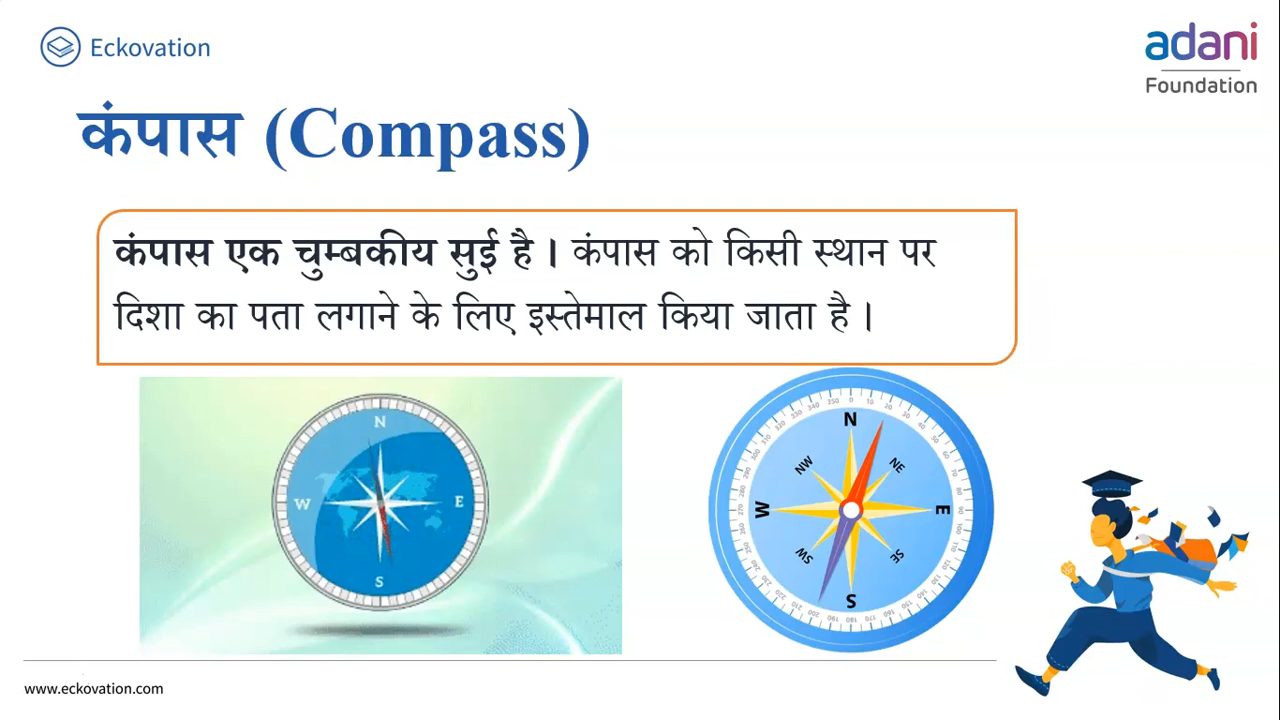 Eckovation
adani
Foundation
कंपास (Compass)
कंपास एक चुम्बकीय सुई है। कंपास को किसी स्थान पर
दिशा का पता लगाने के लिए इस्तेमाल किया जाता है।
N
W
E
S
N
NW
NE
W
E
SW
SE
S
www.eckovation.com